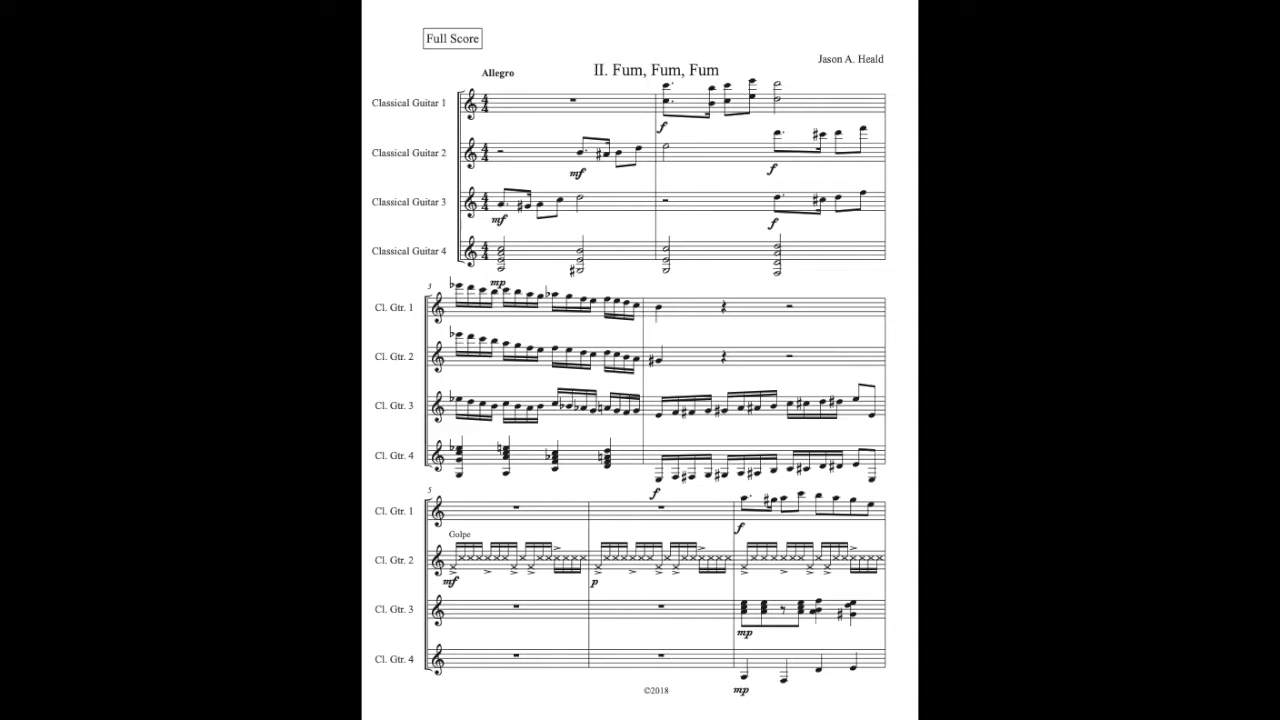 Full Score
Jason A. Heald
II. Fum, Fum, Fum
Allegro
Classical Guitar 1
f
Classical Guitar 2
mf
f
Classical Guitar 3
mf
f
Classical Guitar 4
mp
3
Cl. Gtr. 1
Cl. Gtr. 2
Cl. Gtr. 3
Cl. Gtr. 4
f
5
Cl. Gtr. 1
f
Golpe
Cl. Gtr. 2
mf
p
Cl. Gtr. 3
mp
Cl. Gtr. 4
mp
©2018